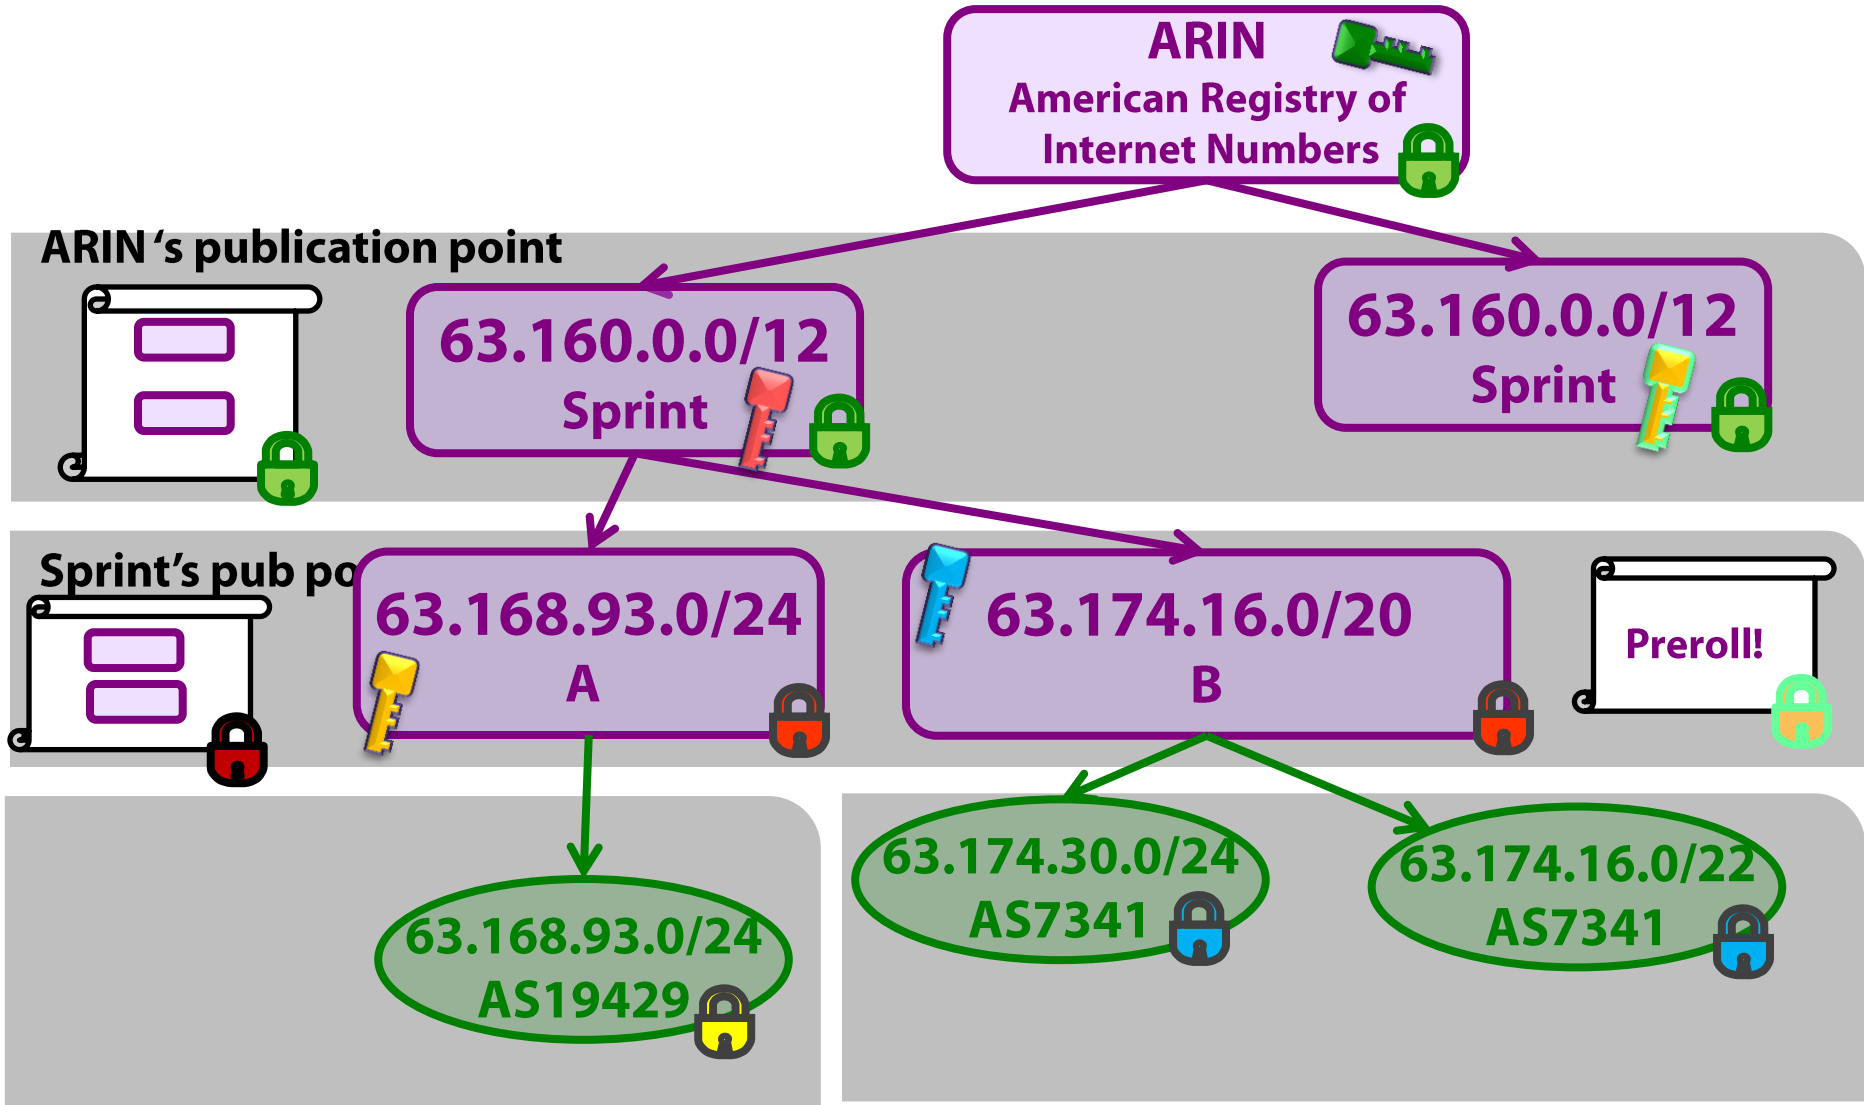 ARIN
American Registry of
Internet Numbers
ARIN ‘s publication point
63.160.0.0/12
Sprint
63.160.0.0/12
Sprint
Sprint’s pub po
63.168.93.0/24
A
63.174.16.0/20
B
Preroll!
63.168.93.0/24
AS19429
63.174.30.0/24
AS7341
63.174.16.0/22
AS7341